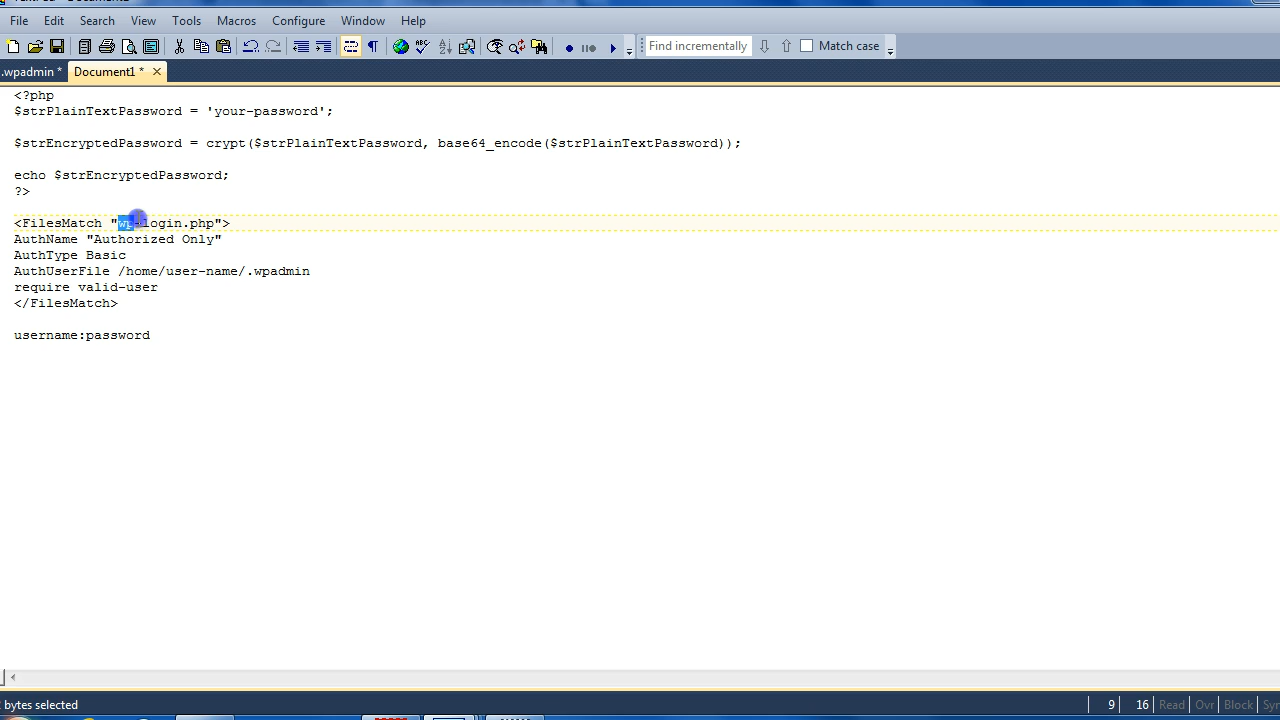 File Edit Search View Tools Macros Configure Window Help
Find incrementally Match case
.wpadmin * Document1 *
<?php
$strPlainTextPassword = 'your-password';
$strEncryptedPassword = crypt($strPlainTextPassword, base64_encode($strPlainTextPassword));
echo $strEncryptedPassword;
?>
<FilesMatch "wp-login.php">
AuthName "Authorized Only"
AuthType Basic
AuthUserFile /home/user-name/.wpadmin
require valid-user
</FilesMatch>
username:password
bytes selected 9 16 Read Ovr Block